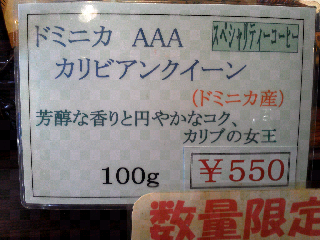 ドミニカ AAA
スペシャリティーコーヒー
カリビアンクイーン
(ドミニカ産)
芳醇な香りと円やかなコク、
カリブの女王
100g
￥550
数量限定